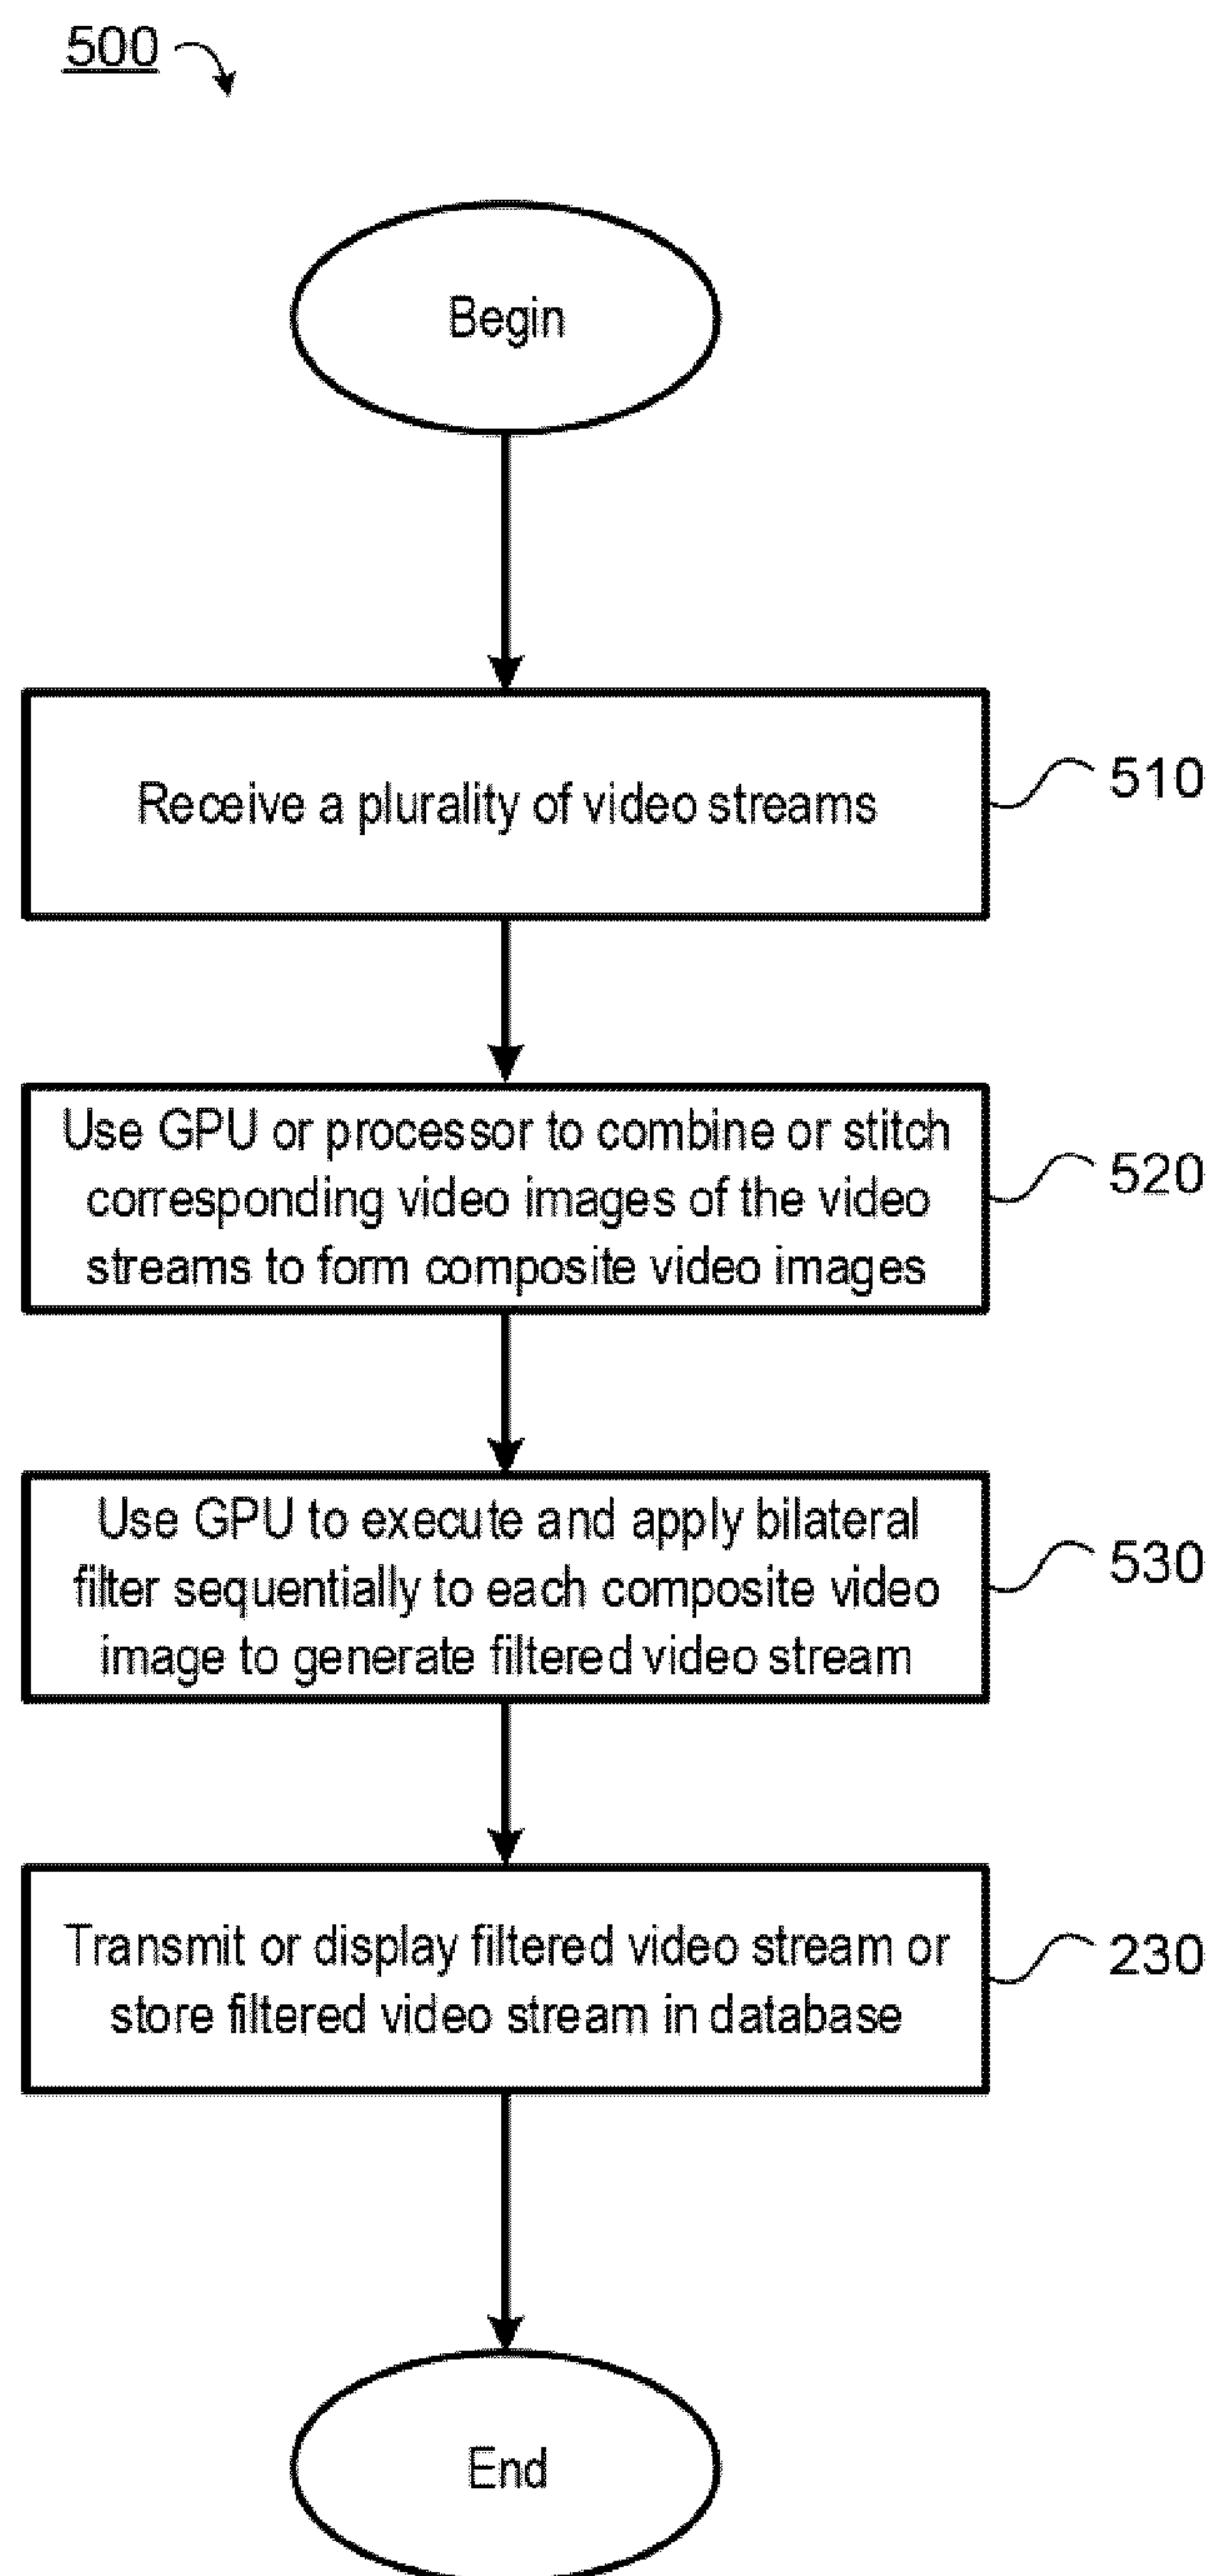 500
Begin
Receive a plurality of video streams
510
Use GPU or processor to combine or stitch
corresponding video images of the video
streams to form composite video images
520
Use GPU to execute and apply bilateral
filter sequentially to each composite video
image to generate filtered video stream
530
Transmit or display filtered video stream or
store filtered video stream in database
230
End